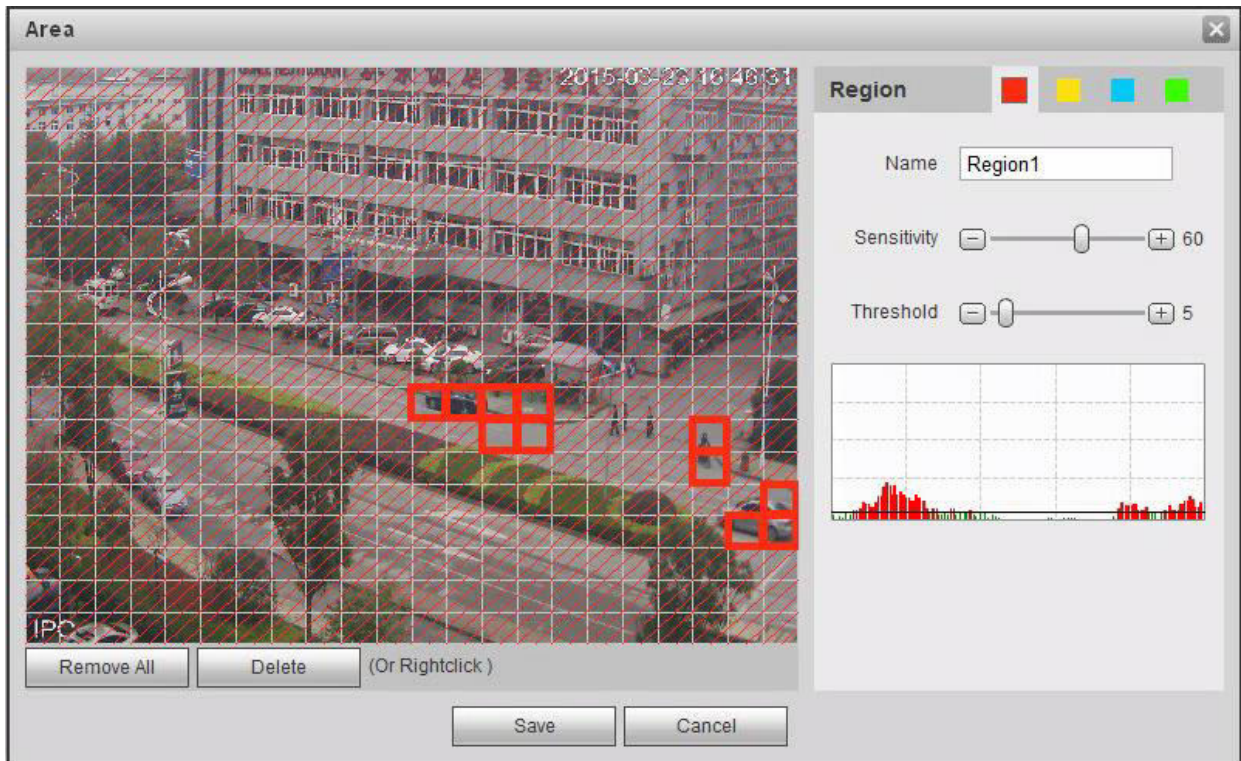 Area
2015-03-23 16:46:31
Region
Name
Region1
Sensitivity
60
Threshold
5
IPC
Remove All
Delete
(Or Rightclick )
Save
Cancel